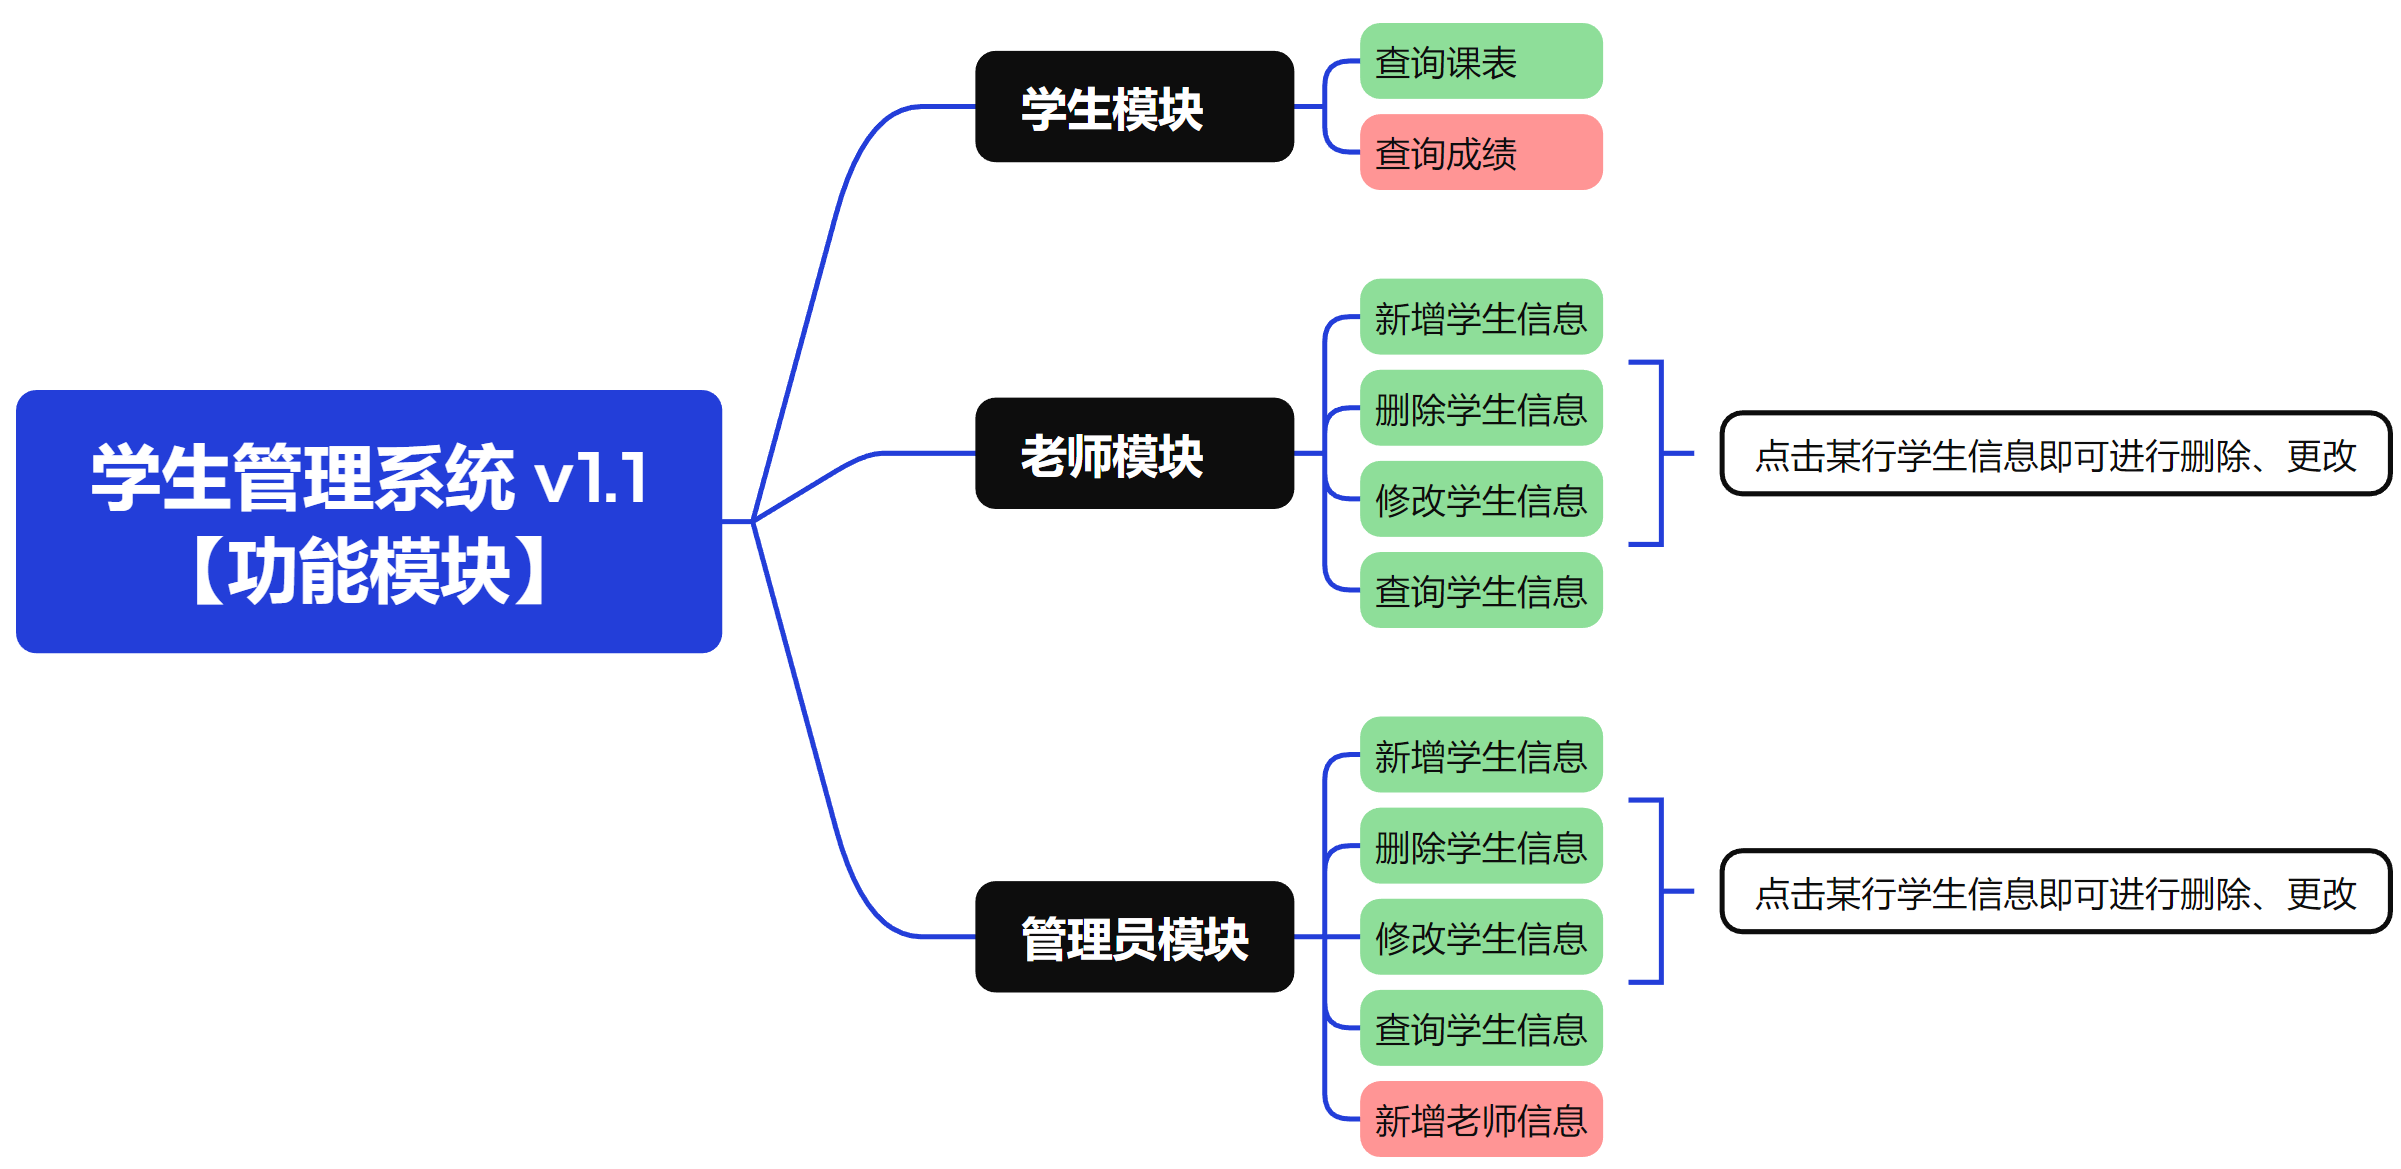 学生管理系统 v1.1
【功能模块】
学生模块
查询课表
查询成绩
老师模块
新增学生信息
删除学生信息
修改学生信息
查询学生信息
点击某行学生信息即可进行删除、更改
管理员模块
新增学生信息
删除学生信息
修改学生信息
查询学生信息
新增老师信息
点击某行学生信息即可进行删除、更改